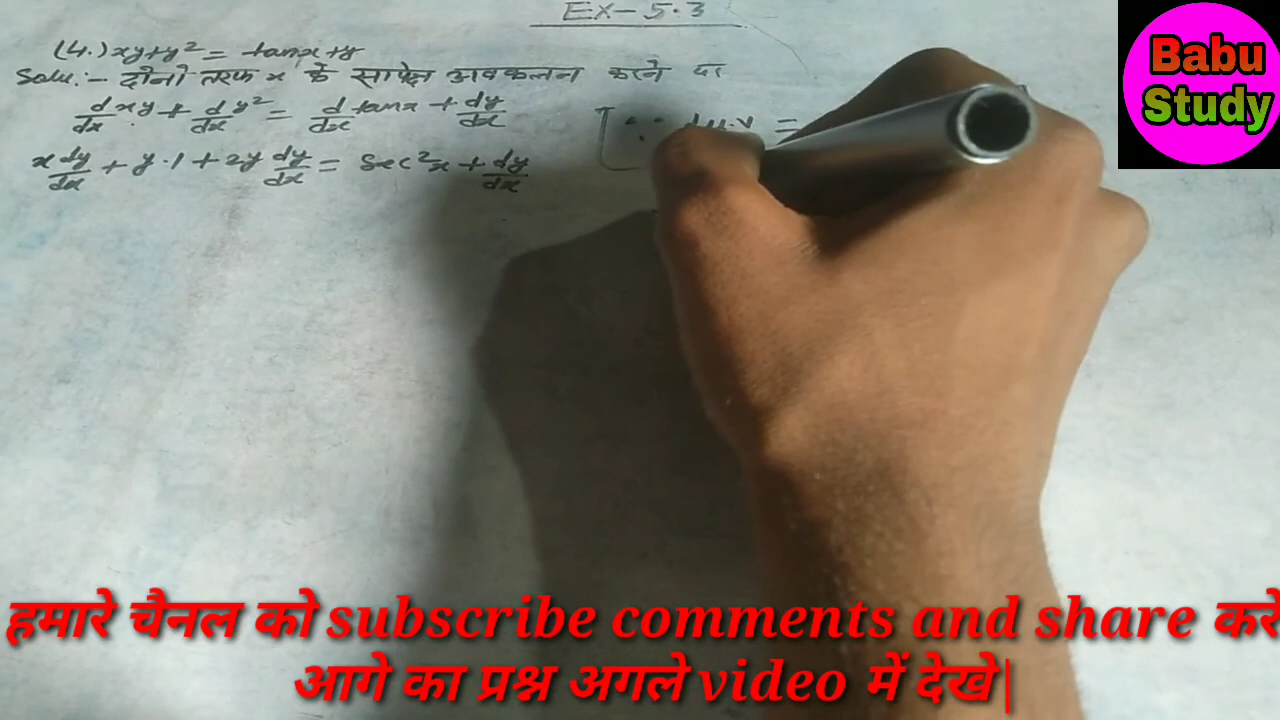 Ex-5.3
(4.) xy+y² = tanx+y
Solu.:- दोनो तरफ x के सापेक्ष अवकलन करने पर
d/dx xy + d/dx y² = d/dx tanx + dy/dx
x dy/dx + y.1 + 2y dy/dx = Sec²x + dy/dx
[∵ d u.v =
Babu
Study
हमारे चैनल को subscribe comments and share करे
आगे का प्रश्न अगले video में देखे|